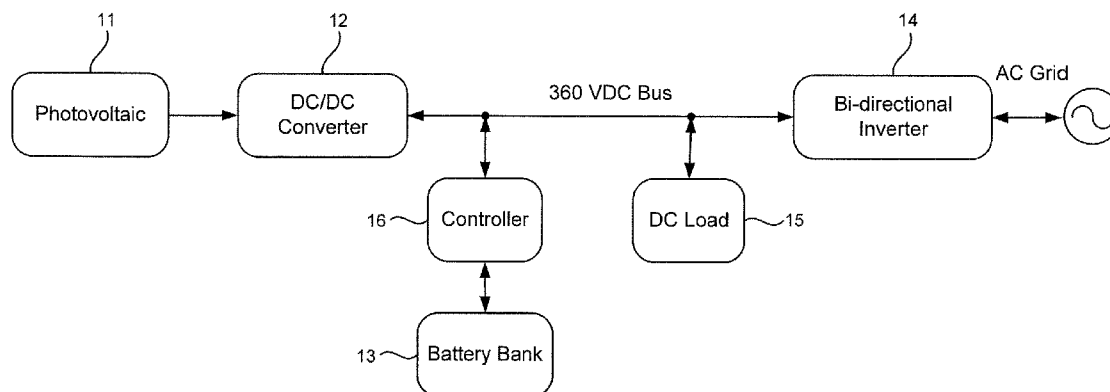 11
12
14
Photovoltaic
DC/DC
Converter
360 VDC Bus
Bi-directional
Inverter
AC Grid
16
Controller
DC Load
15
13
Battery Bank